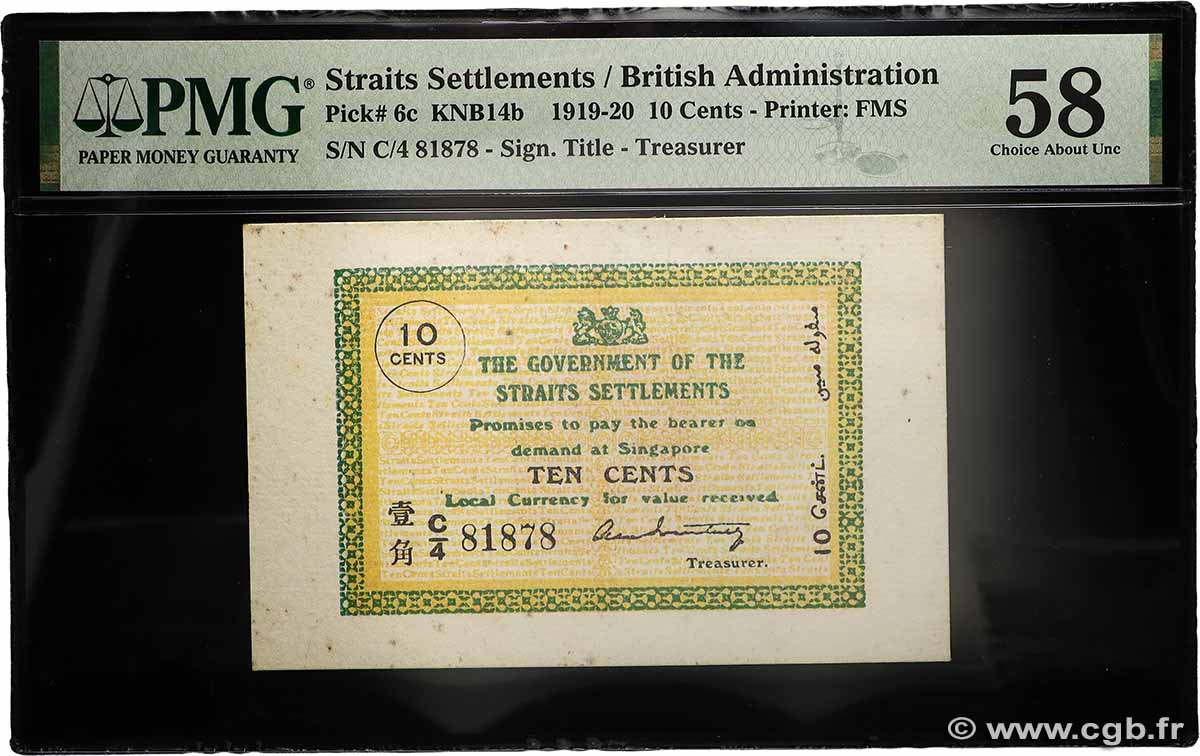 PMG®
PAPER MONEY GUARANTY
Straits Settlements / British Administration
Pick# 6c KNB14b 1919-20 10 Cents - Printer: FMS
S/N C/4 81878 - Sign. Title - Treasurer
58
Choice About Unc
10
CENTS
THE GOVERNMENT OF THE
STRAITS SETTLEMENTS
Promises to pay the bearer on
demand at Singapore
TEN CENTS
Local Currency for value received
壹角
C/4 81878
Treasurer.
10 சென்ட்.
© www.cgb.fr